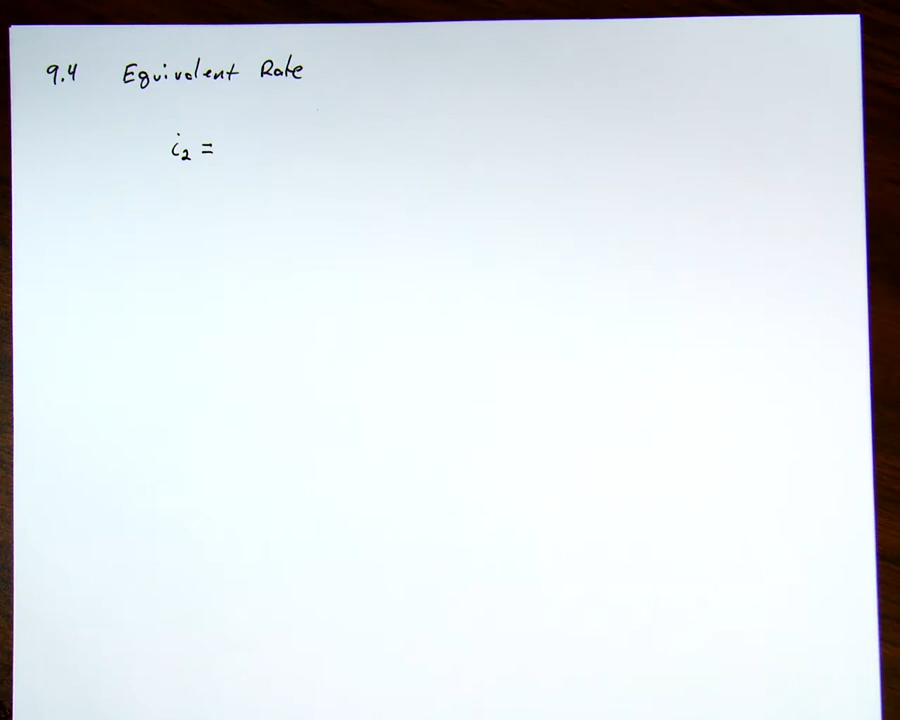 9.4 Equivalent Rate
i₂ =